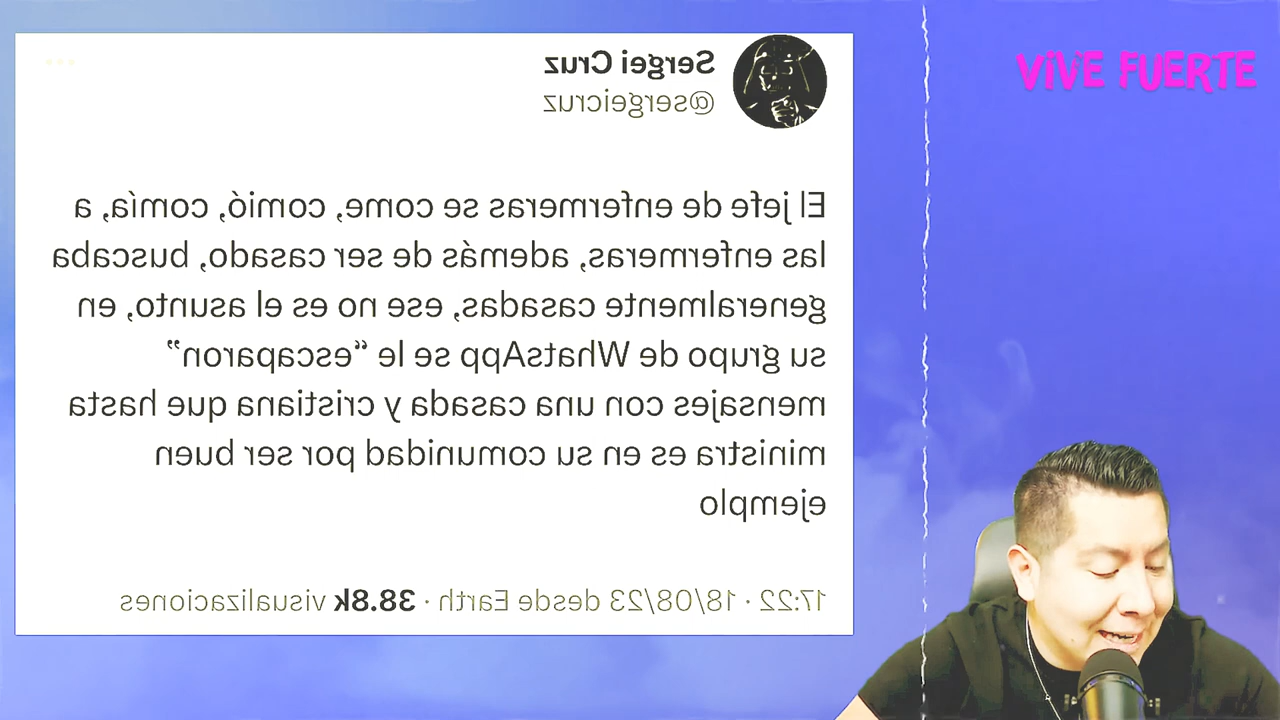 Sergei Cruz
@sergeicruz
El jefe de enfermeras se come, comió, comía, a
las enfermeras, además de ser casado, buscaba
generalmente casadas, ese no es el asunto, en
su grupo de WhatsApp se le “escaparon”
mensajes con una casada y cristiana que hasta
ministra es en su comunidad por ser buen
ejemplo
17:22 · 18/08/23 desde Earth · 38.8k visualizaciones
VIVE FUERTE